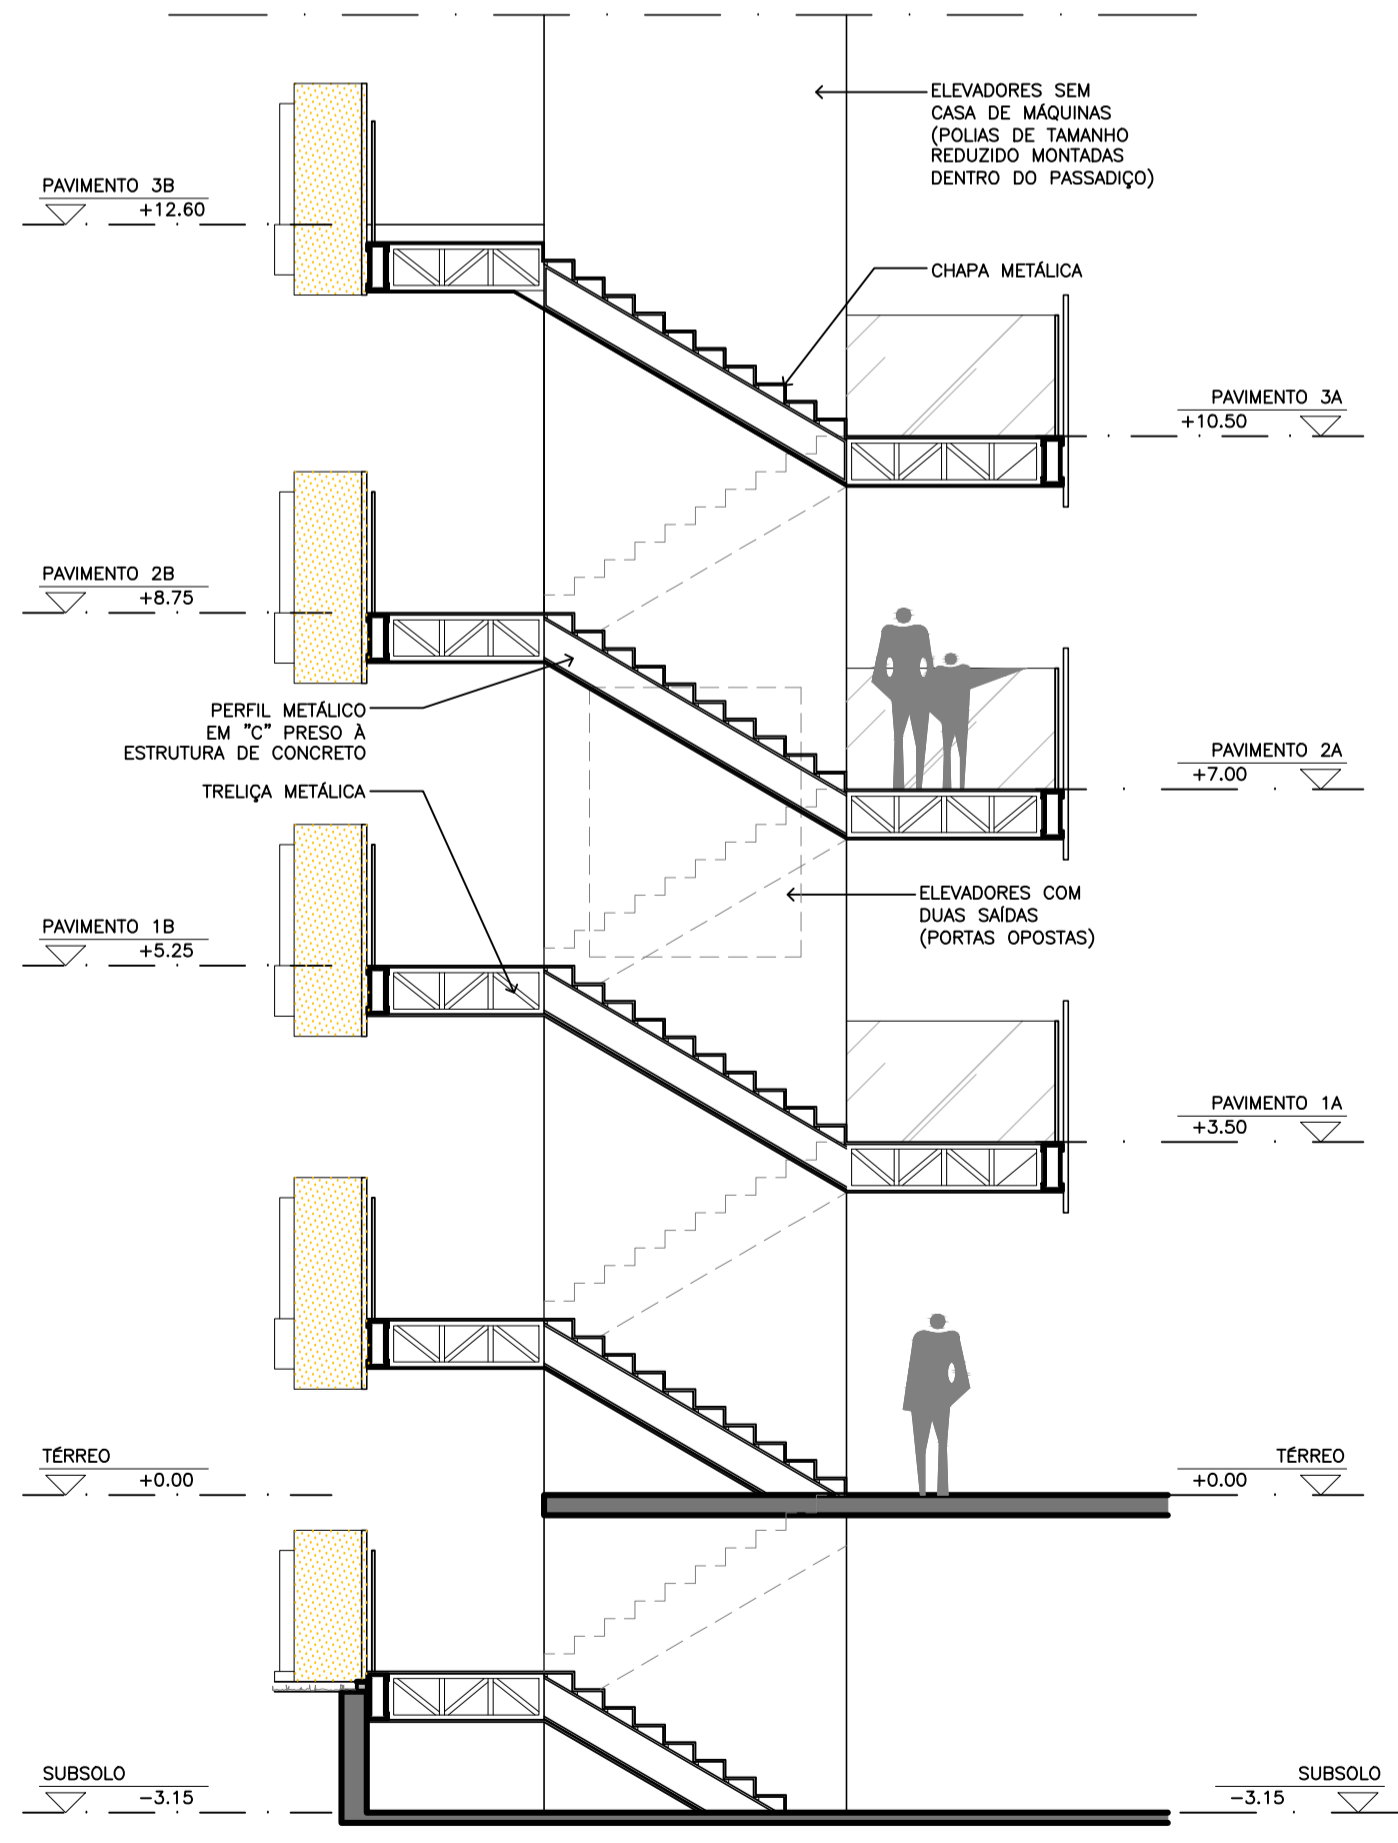 ELEVADORES SEM
CASA DE MÁQUINAS
(POLIAS DE TAMANHO
REDUZIDO MONTADAS
DENTRO DO PASSADIÇO)
PAVIMENTO 3B
+12.60
CHAPA METÁLICA
PAVIMENTO 3A
+10.50
PAVIMENTO 2B
+8.75
PERFIL METÁLICO
EM "C" PRESO À
ESTRUTURA DE CONCRETO
PAVIMENTO 2A
+7.00
TRELIÇA METÁLICA
ELEVADORES COM
DUAS SAÍDAS
(PORTAS OPOSTAS)
PAVIMENTO 1B
+5.25
PAVIMENTO 1A
+3.50
TÉRREO
+0.00
TÉRREO
+0.00
SUBSOLO
-3.15
SUBSOLO
-3.15